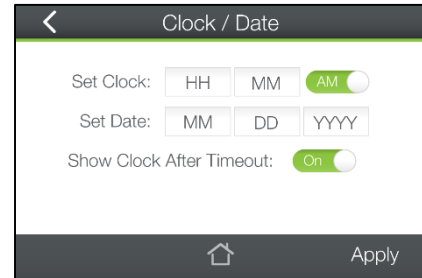 Clock / Date
Set Clock: HH MM AM
Set Date: MM DD YYYY
Show Clock After Timeout: On
Apply